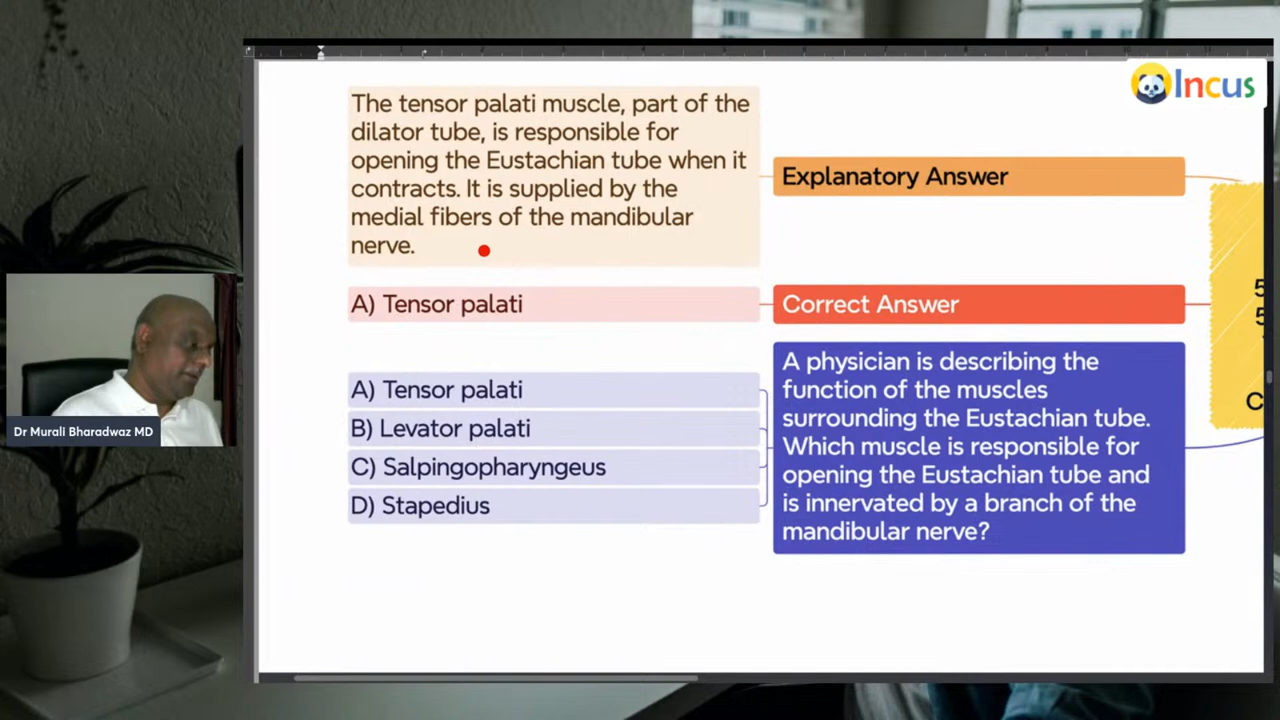 Incus
The tensor palati muscle, part of the
dilator tube, is responsible for
opening the Eustachian tube when it
contracts. It is supplied by the
medial fibers of the mandibular
nerve.
Explanatory Answer
A) Tensor palati
Correct Answer
A) Tensor palati
B) Levator palati
C) Salpingopharyngeus
D) Stapedius
A physician is describing the
function of the muscles
surrounding the Eustachian tube.
Which muscle is responsible for
opening the Eustachian tube and
is innervated by a branch of the
mandibular nerve?
5
5
C
Dr Murali Bharadwaz MD